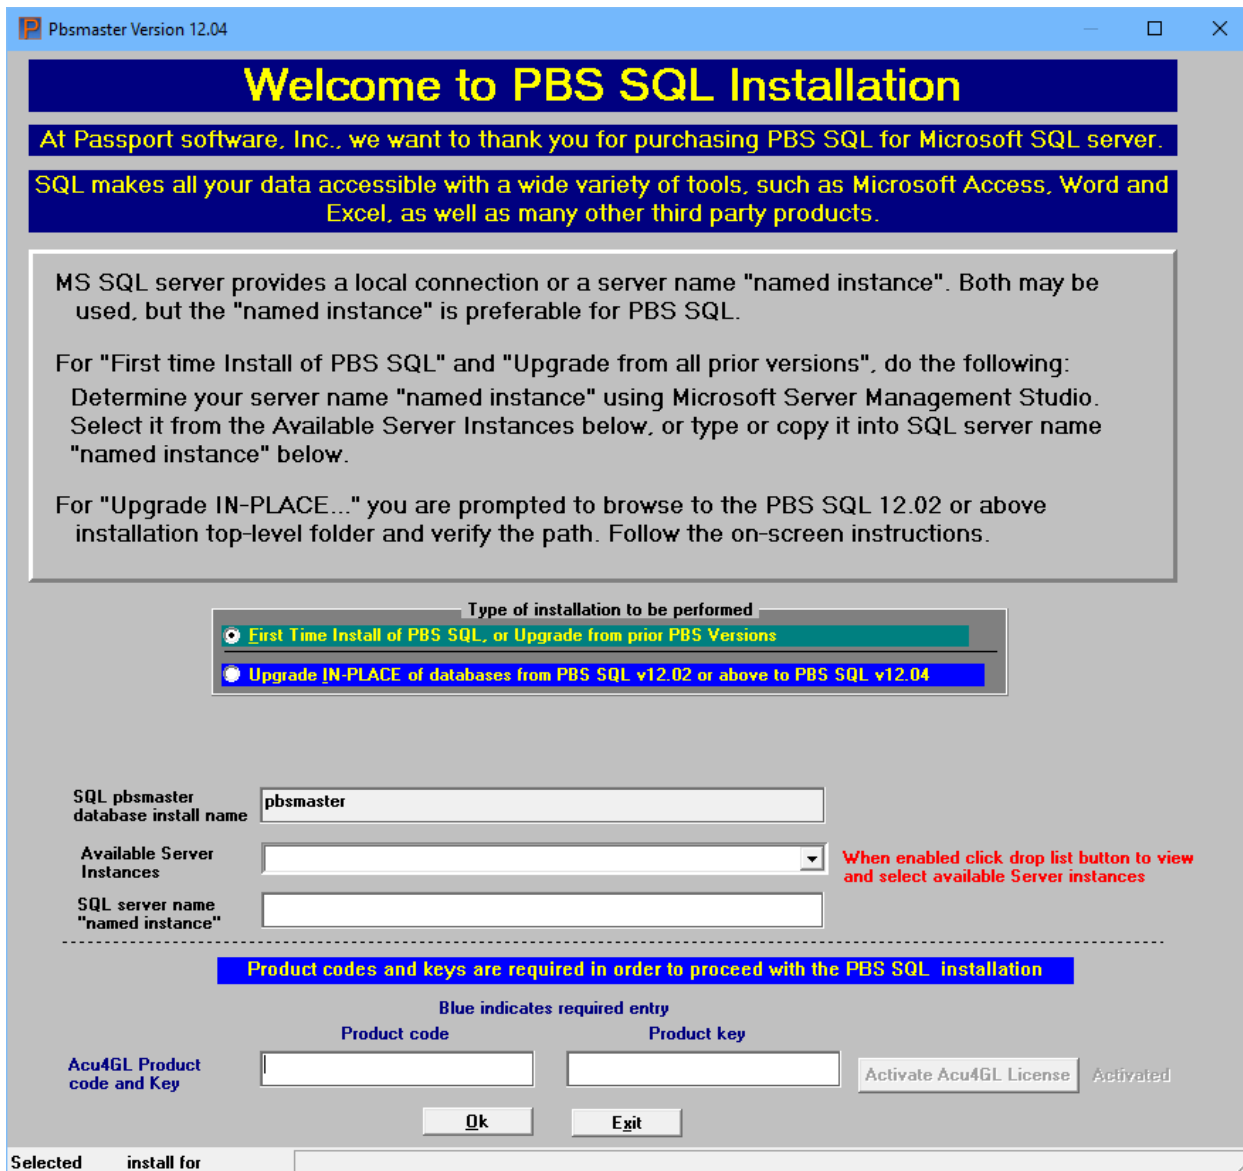 Pbsmaster Version 12.04
Welcome to PBS SQL Installation
At Passport software, Inc., we want to thank you for purchasing PBS SQL for Microsoft SQL server.
SQL makes all your data accessible with a wide variety of tools, such as Microsoft Access, Word and
Excel, as well as many other third party products.
MS SQL server provides a local connection or a server name "named instance". Both may
used, but the "named instance" is preferable for PBS SQL.
For "First time Install of PBS SQL" and "Upgrade from all prior versions", do the following:
Determine your server name "named instance" using Microsoft Server Management Studio.
Select it from the Available Server Instances below, or type or copy it into SQL server name
"named instance" below.
For "Upgrade IN-PLACE..." you are prompted to browse to the PBS SQL 12.02 or above
installation top-level folder and verify the path. Follow the on-screen instructions.
Type of installation to be performed
First Time Install of PBS SQL, or Upgrade from prior PBS Versions
Upgrade IN-PLACE of databases from PBS SQL v12.02 or above to PBS SQL v12.04
SQL pbsmaster
database install name
pbsmaster
Available Server
Instances
When enabled click drop list button to view
and select available Server instances
SQL server name
"named instance"
Product codes and keys are required in order to proceed with the PBS SQL  installation
Blue indicates required entry
Product code
Product key
Acu4GL Product
code and Key
Activate Acu4GL License
Activated
Ok
Exit
Selected install for